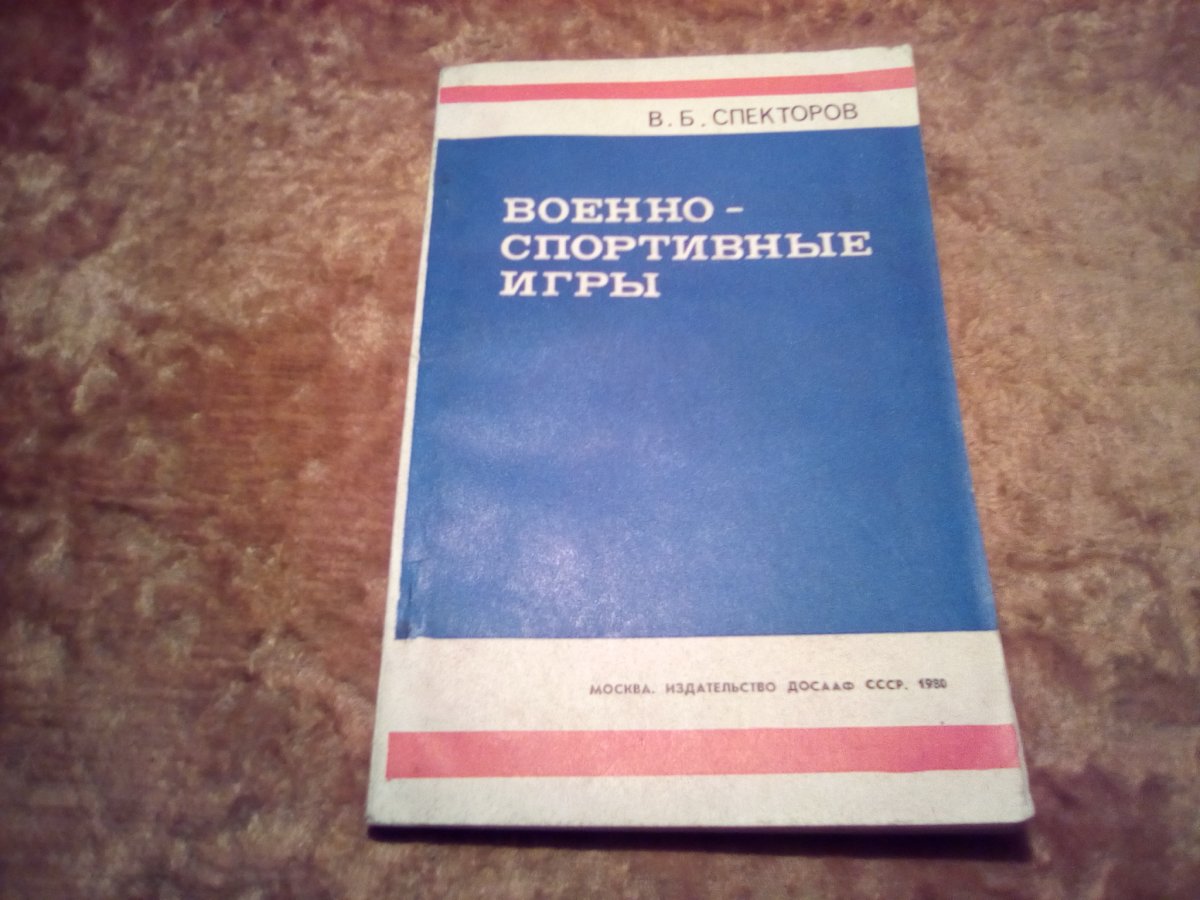 В. Б. СПЕКТОРОВ
ВОЕННО-
СПОРТИВНЫЕ
ИГРЫ
МОСКВА. ИЗДАТЕЛЬСТВО ДОСААФ СССР. 1980